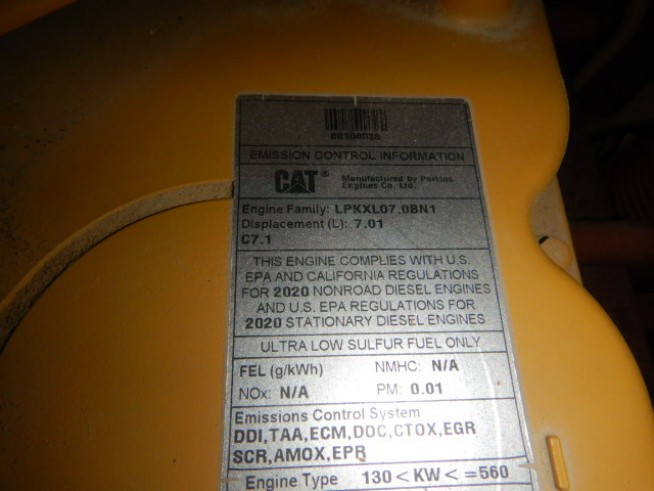 EMISSION CONTROL INFORMATION
CAT® Manufactured by Perkins
Engines Co. Ltd.
Engine Family: LPKXL07.0BN1
Displacement (L): 7.01
C7.1
THIS ENGINE COMPLIES WITH U.S.
EPA AND CALIFORNIA REGULATIONS
FOR 2020 NONROAD DIESEL ENGINES
AND U.S. EPA REGULATIONS FOR
2020 STATIONARY DIESEL ENGINES
ULTRA LOW SULFUR FUEL ONLY
FEL (g/kWh) NMHC: N/A
NOx: N/A PM: 0.01
Emissions Control System
DDI,TAA,ECM,DOC,CTOX,EGR
SCR,AMOX,EPR
Engine Type 130 < KW < =560